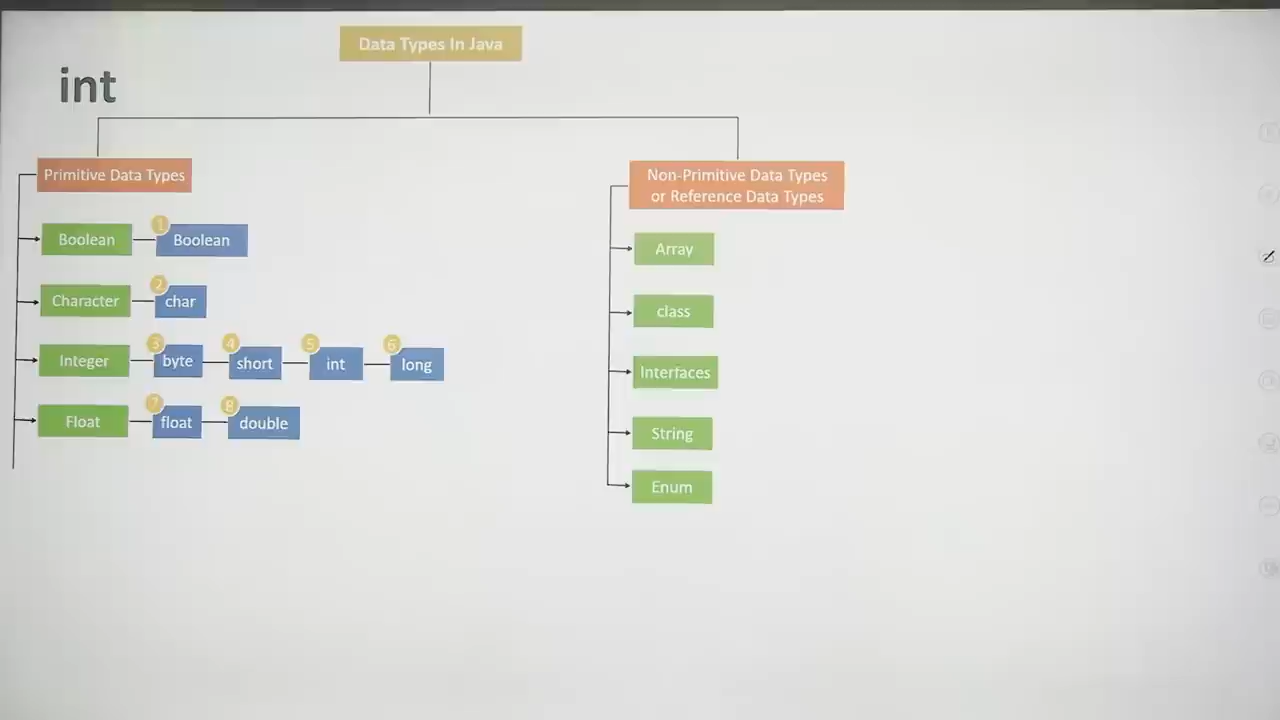 Data Types In Java
int
Primitive Data Types
Boolean
1
Boolean
Character
2
char
Integer
3
byte
4
short
5
int
6
long
Float
7
float
8
double
Non-Primitive Data Types
or Reference Data Types
Array
class
Interfaces
String
Enum